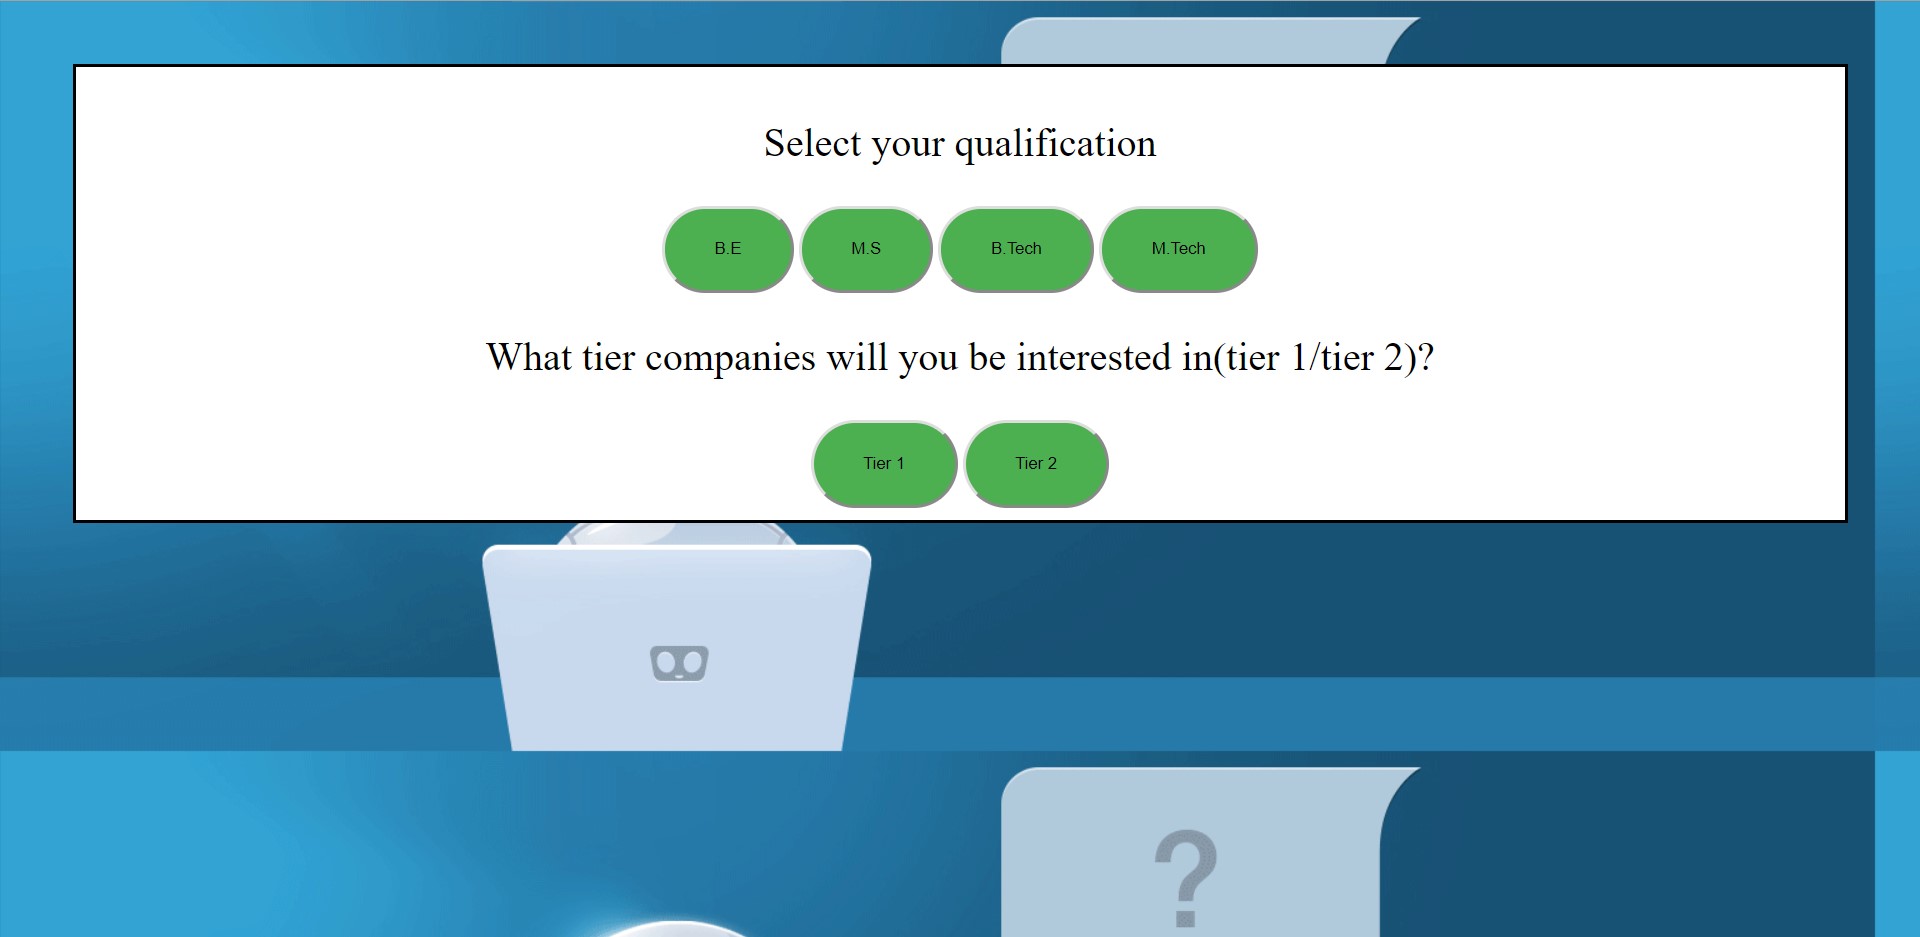 Select your qualification
B.E M.S B.Tech M.Tech
What tier companies will you be interested in(tier 1/tier 2)?
Tier 1 Tier 2
?